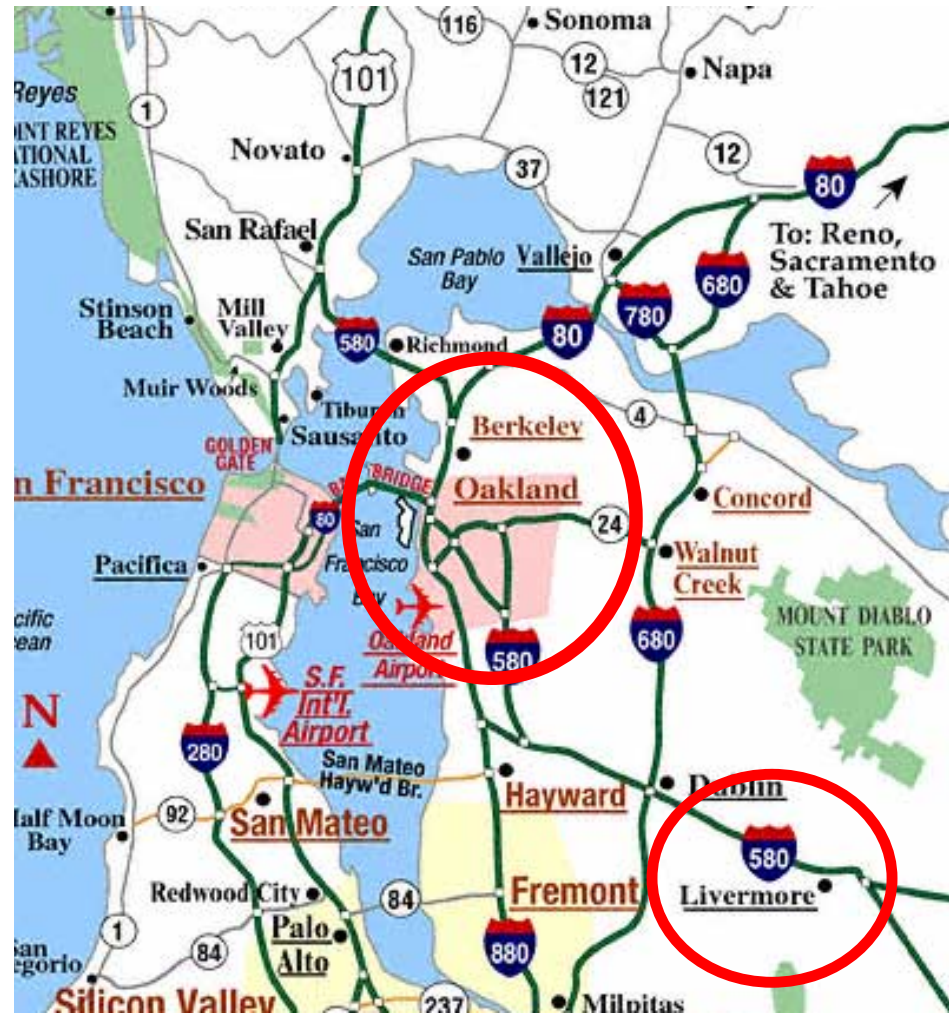 116
Sonoma
12
121
Napa
101
Reyes
1
INT REYES
ATIONAL
EASHORE
Novato
37
12
80
San Rafael
San Pablo
Bay
Vallejo
To: Reno,
Sacramento
& Tahoe
680
780
Stinson
Beach
Mill
Valley
580
Richmond
80
Muir Woods
Tiburon
Sausalito
4
GOLDEN
GATE
Berkeley
BRIDGE
n Francisco
Oakland
Concord
80
San
Francisco
Bay
24
Pacifica
Walnut
Creek
cific
ean
101
Oakland
Airport
580
680
MOUNT DIABLO
STATE PARK
N
S.F.
Int'l.
Airport
280
San Mateo
Hayw'd Br.
Hayward
Dublin
92
Half Moon
Bay
San Mateo
580
Redwood City
84
Fremont
Livermore
Palo
Alto
1
84
880
San
egorio
Silicon Valley
237
Milpitas